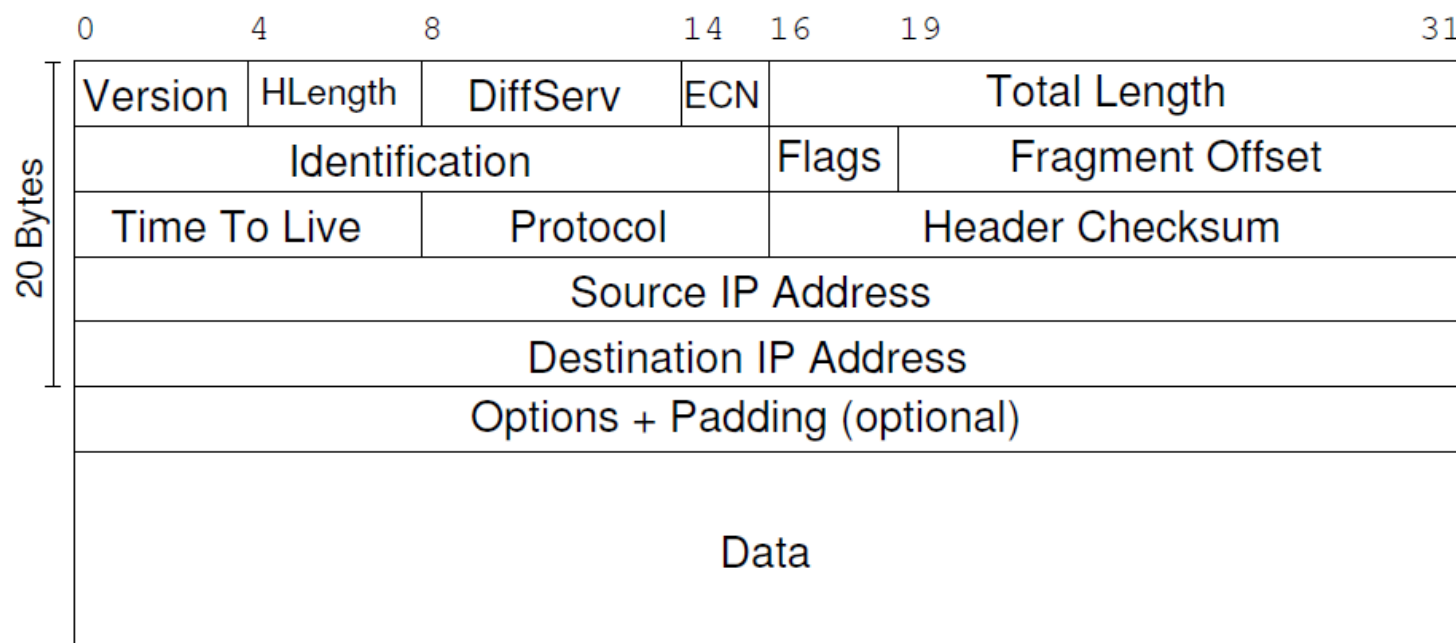 0 4 8 14 16 19 31
Version HLength DiffServ ECN Total Length
Identification Flags Fragment Offset
Time To Live Protocol Header Checksum
Source IP Address
Destination IP Address
20 Bytes
Options + Padding (optional)
Data